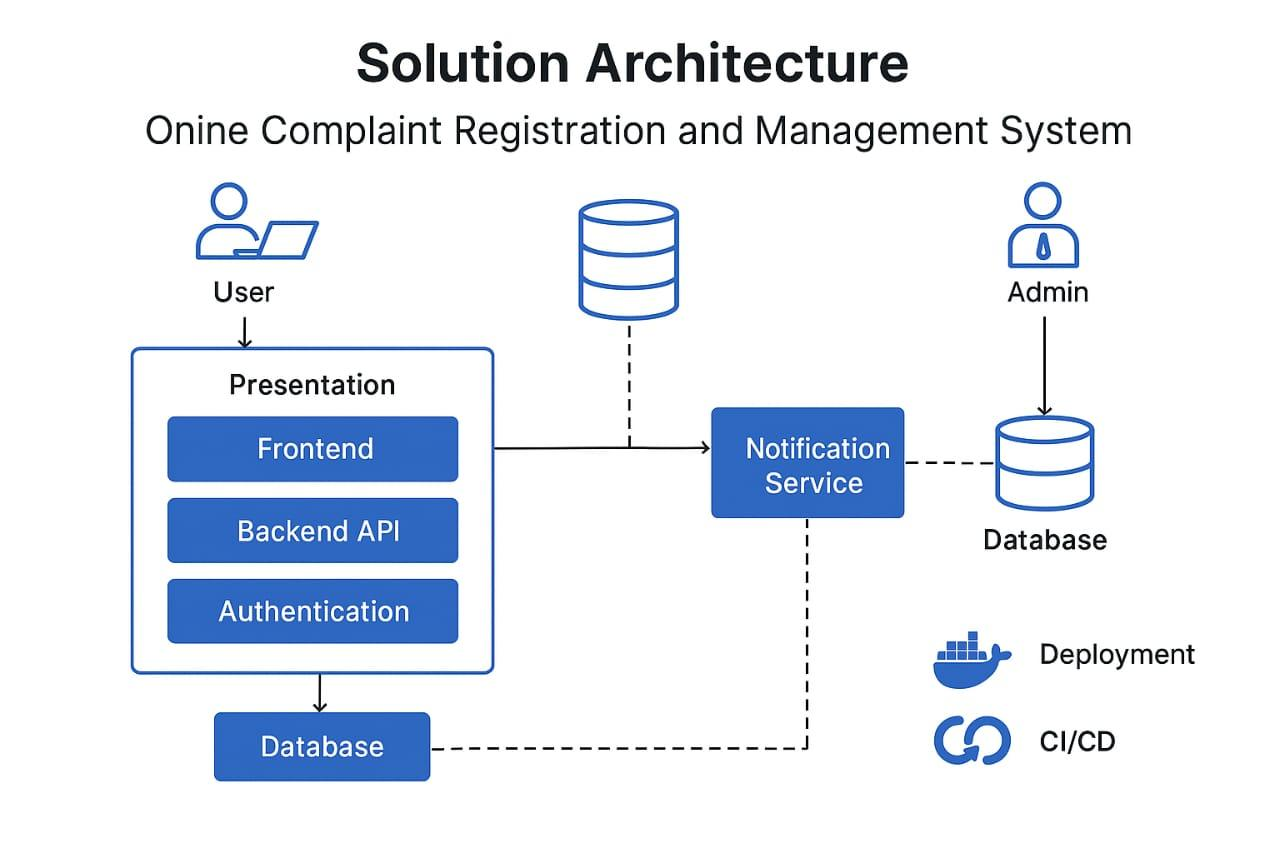 Solution Architecture
Onine Complaint Registration and Management System
User
Admin
Presentation
Frontend
Backend API
Authentication
Notification
Service
Database
Database
Deployment
CI/CD